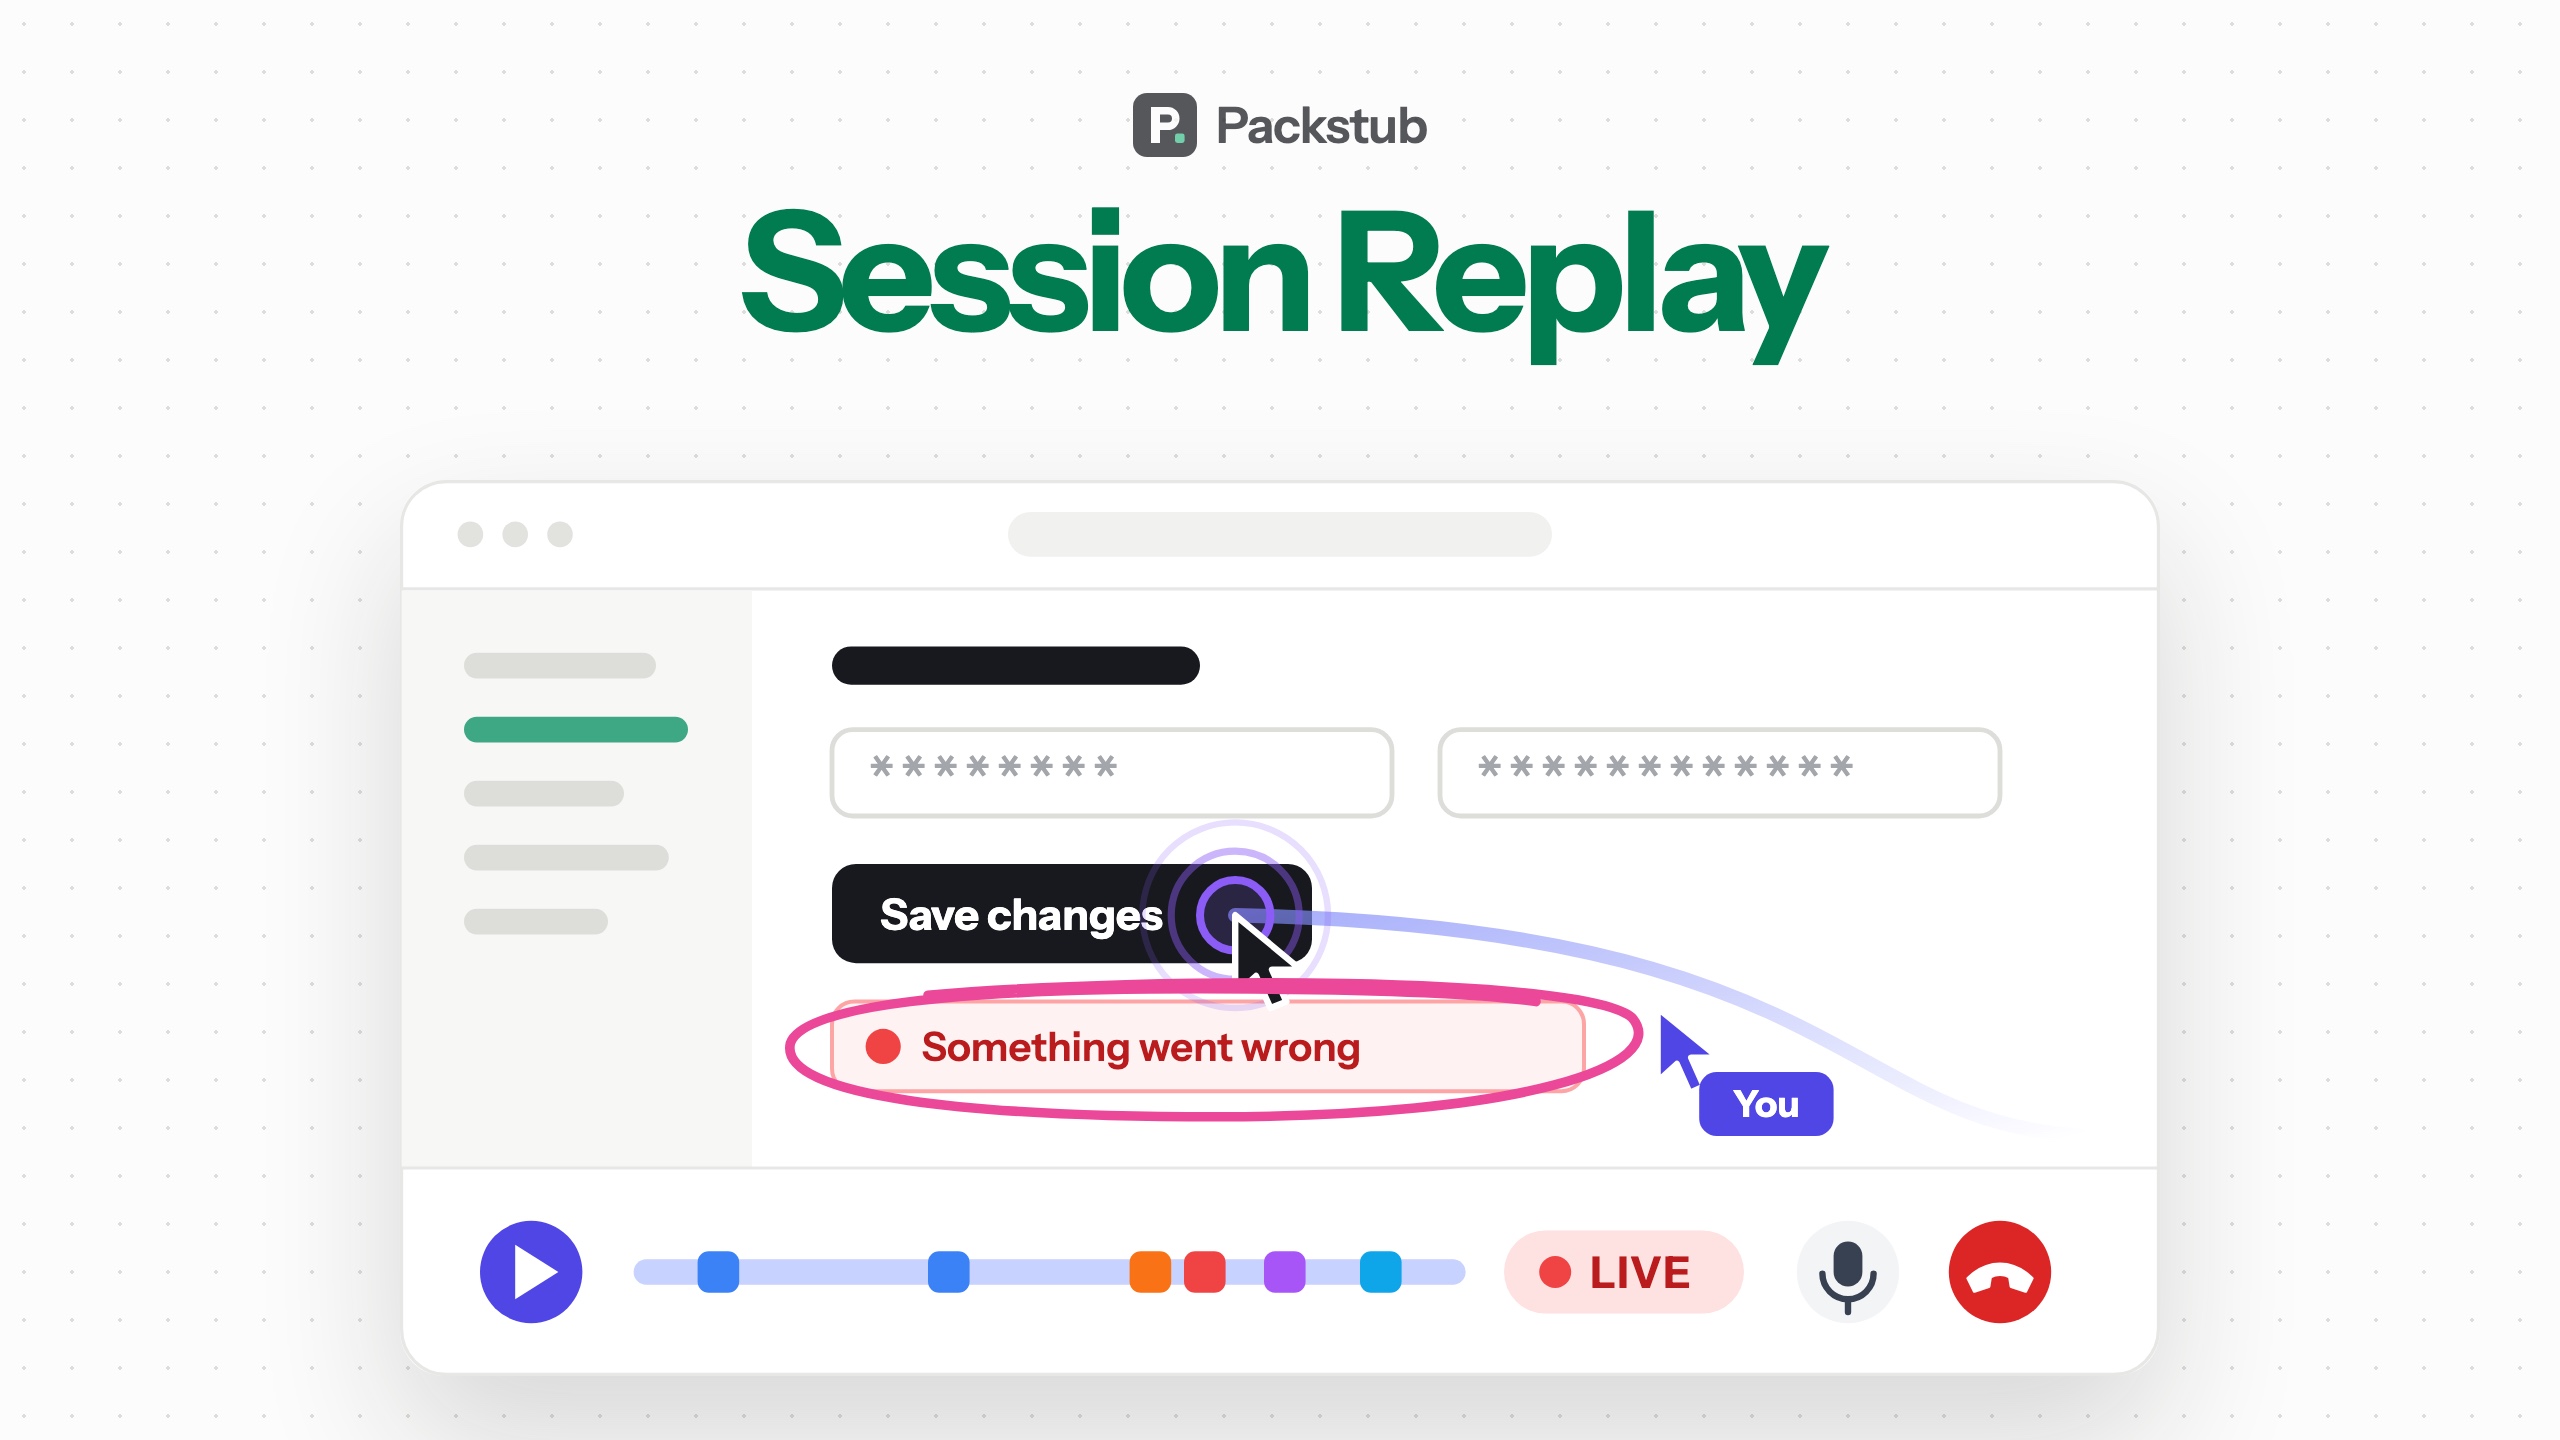 P. Packstub
Session Replay
********
************
Save changes
Something went wrong
You
LIVE